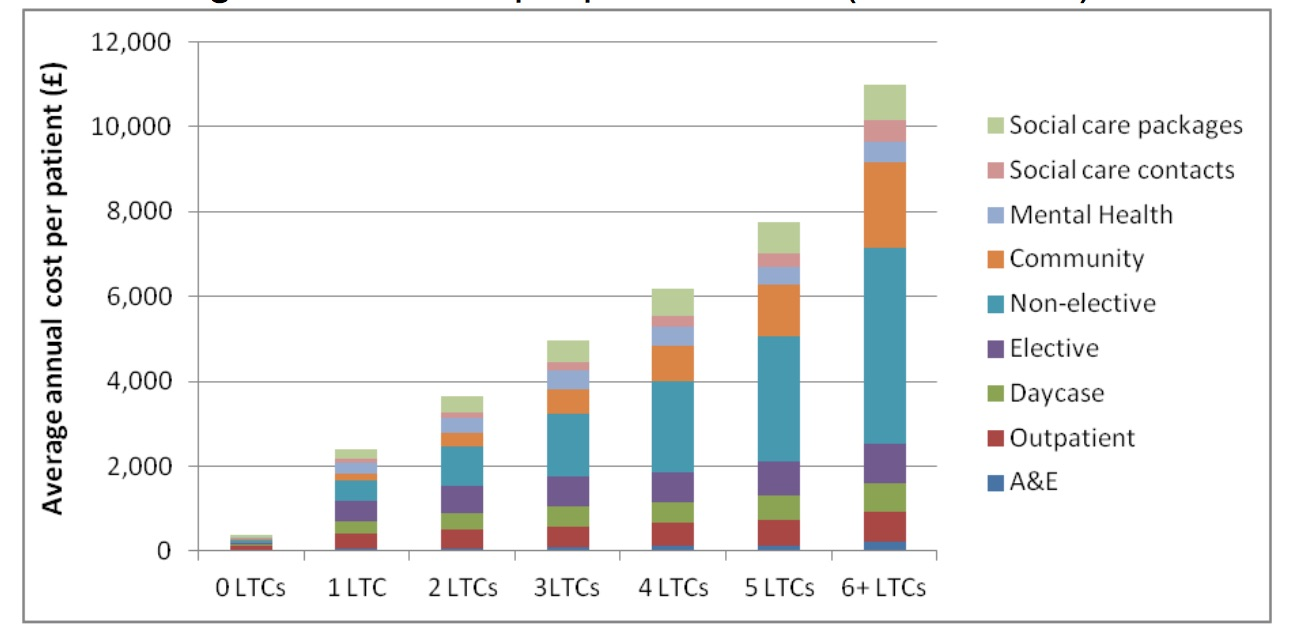 12,000
10,000
8,000
6,000
4,000
2,000
0
Average annual cost per patient (£)
0 LTCs
1 LTC
2 LTCs
3LTCs
4 LTCs
5 LTCs
6+ LTCs
Social care packages
Social care contacts
Mental Health
Community
Non-elective
Elective
Daycase
Outpatient
A&E